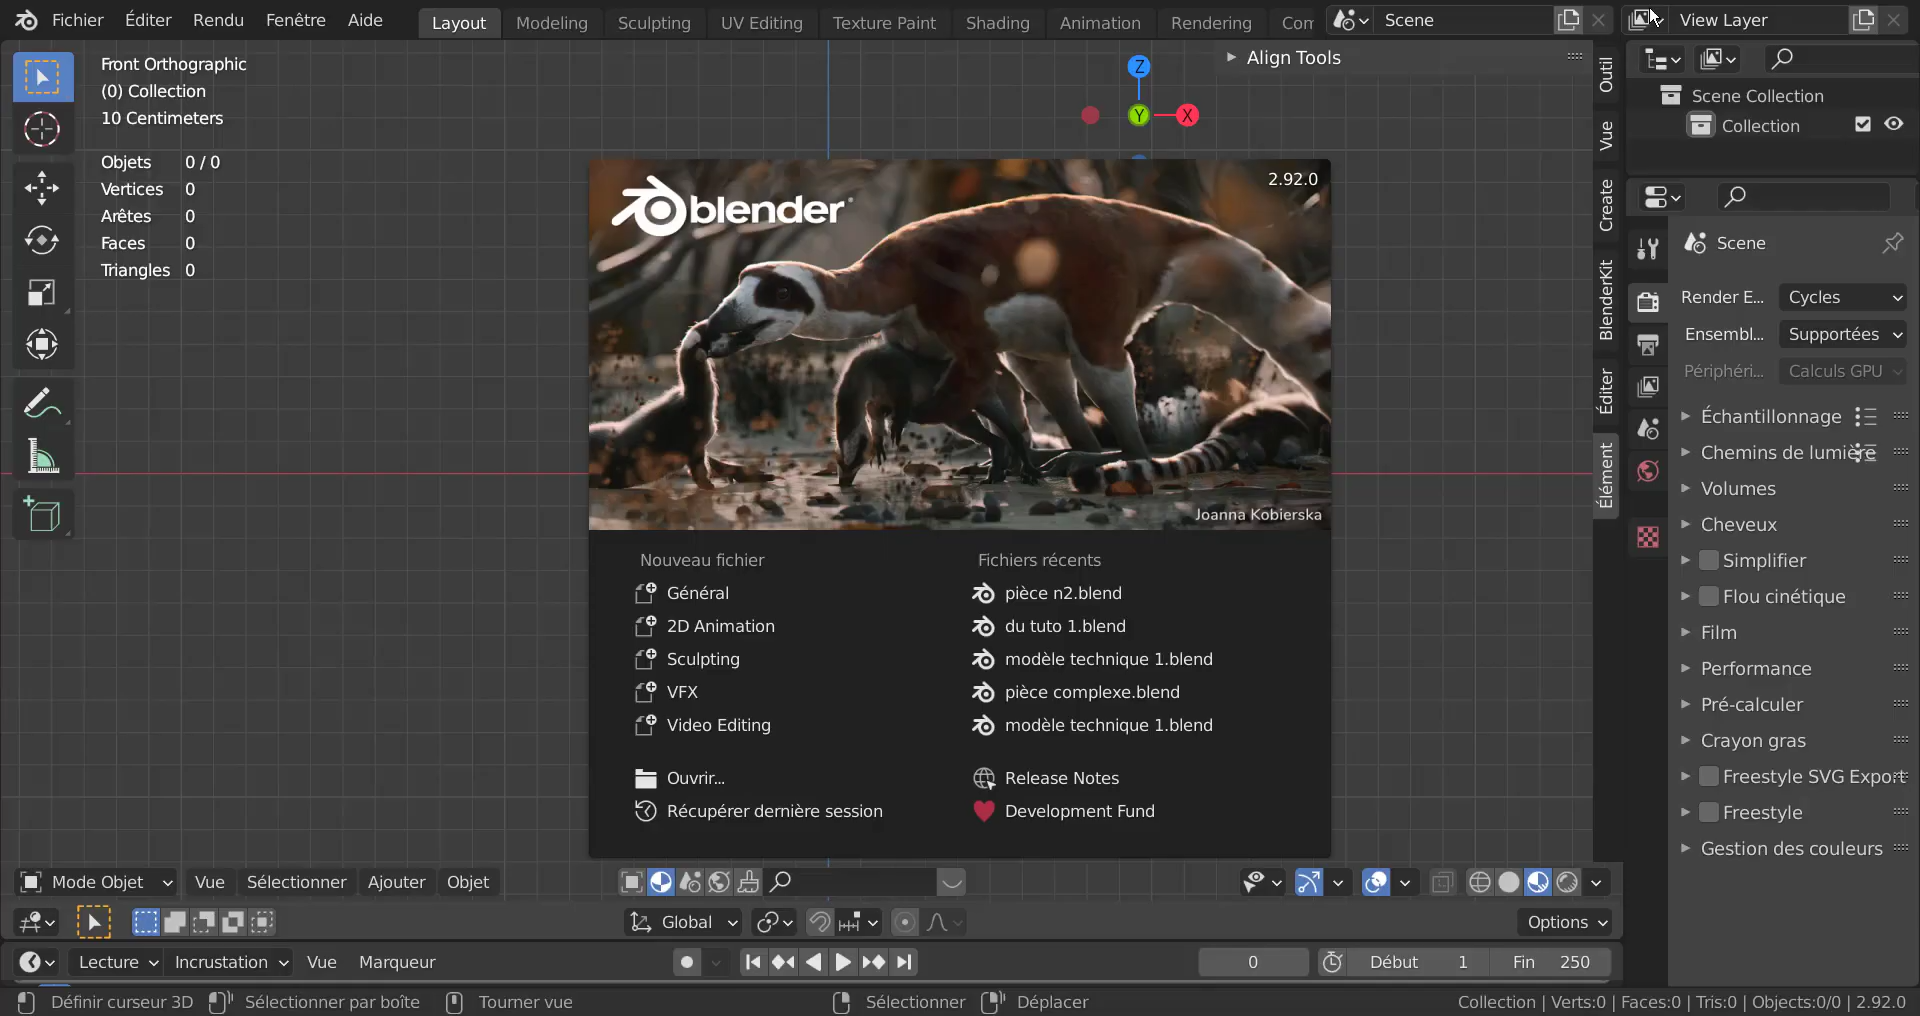 Fichier Éditer Rendu Fenêtre Aide Layout Modeling Sculpting UV Editing Texture Paint Shading Animation Rendering Com Scene View Layer
Front Orthographic
(0) Collection
10 Centimeters
Objets 0 / 0
Vertices 0
Arêtes 0
Faces 0
Triangles 0
Align Tools
Z
Y
X
Outil
Vue
Create
BlenderKit
Éditer
Élément
Scene Collection
Collection
Scene
Render E... Cycles
Ensembl... Supportées
Périphéri... Calculs GPU
Échantillonnage
Chemins de lumière
Volumes
Cheveux
Simplifier
Flou cinétique
Film
Performance
Pré-calculer
Crayon gras
Freestyle SVG Export
Freestyle
Gestion des couleurs
blender
2.92.0
Joanna Kobierska
Nouveau fichier
Général
2D Animation
Sculpting
VFX
Video Editing
Ouvrir...
Récupérer dernière session
Fichiers récents
pièce n2.blend
du tuto 1.blend
modèle technique 1.blend
pièce complexe.blend
modèle technique 1.blend
Release Notes
Development Fund
Mode Objet Vue Sélectionner Ajouter Objet
Global Options
Lecture Incrustation Vue Marqueur 0 Début 1 Fin 250
Définir curseur 3D Sélectionner par boîte Tourner vue Sélectionner Déplacer Collection | Verts:0 | Faces:0 | Tris:0 | Objects:0/0 | 2.92.0